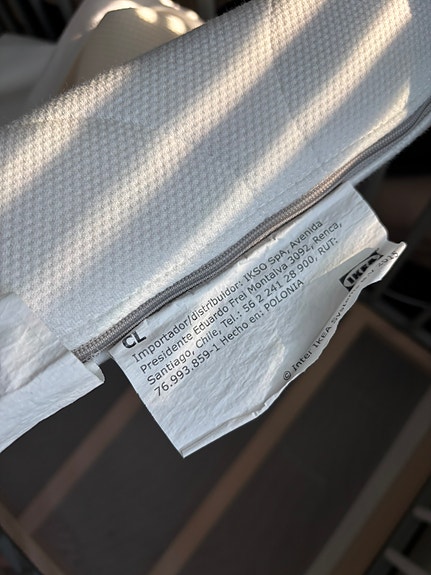 CL
Importador/distribuidor: IKSO SpA, Avenida
Presidente Eduardo Frei Montalva 3092, Renca,
Santiago, Chile, Tel.: 56 2 241 28 900, RUT:
76.993.859-1 Hecho en: POLONIA
IKEA
© Inter IKEA